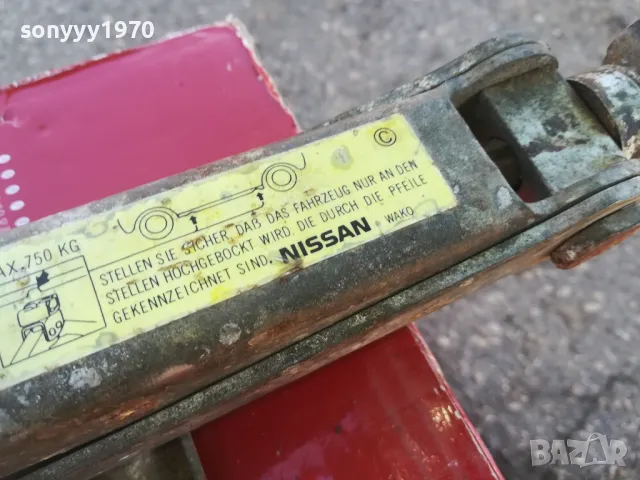 sonyyy1970
©
AX.750 KG
STELLEN SIE SICHER, DAß DAS FAHRZEUG NUR AN DEN
STELLEN HOCHGEBOCKT WIRD, DIE DURCH DIE PFEILE
GEKENNZEICHNET SIND.
NISSAN
WAKO
BAZAR
bg